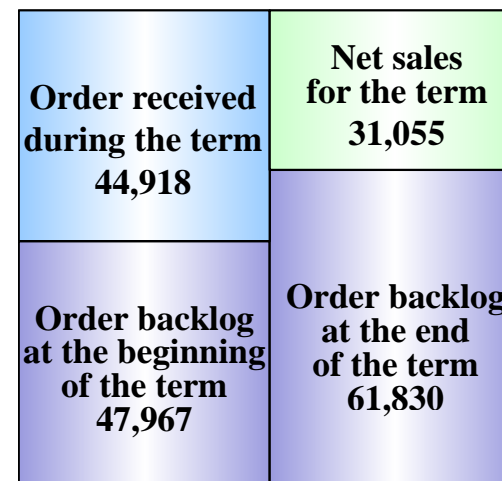 Order received
during the term
44,918
Order backlog
at the beginning
of the term
47,967
Net sales
for the term
31,055
Order backlog
at the end
of the term
61,830